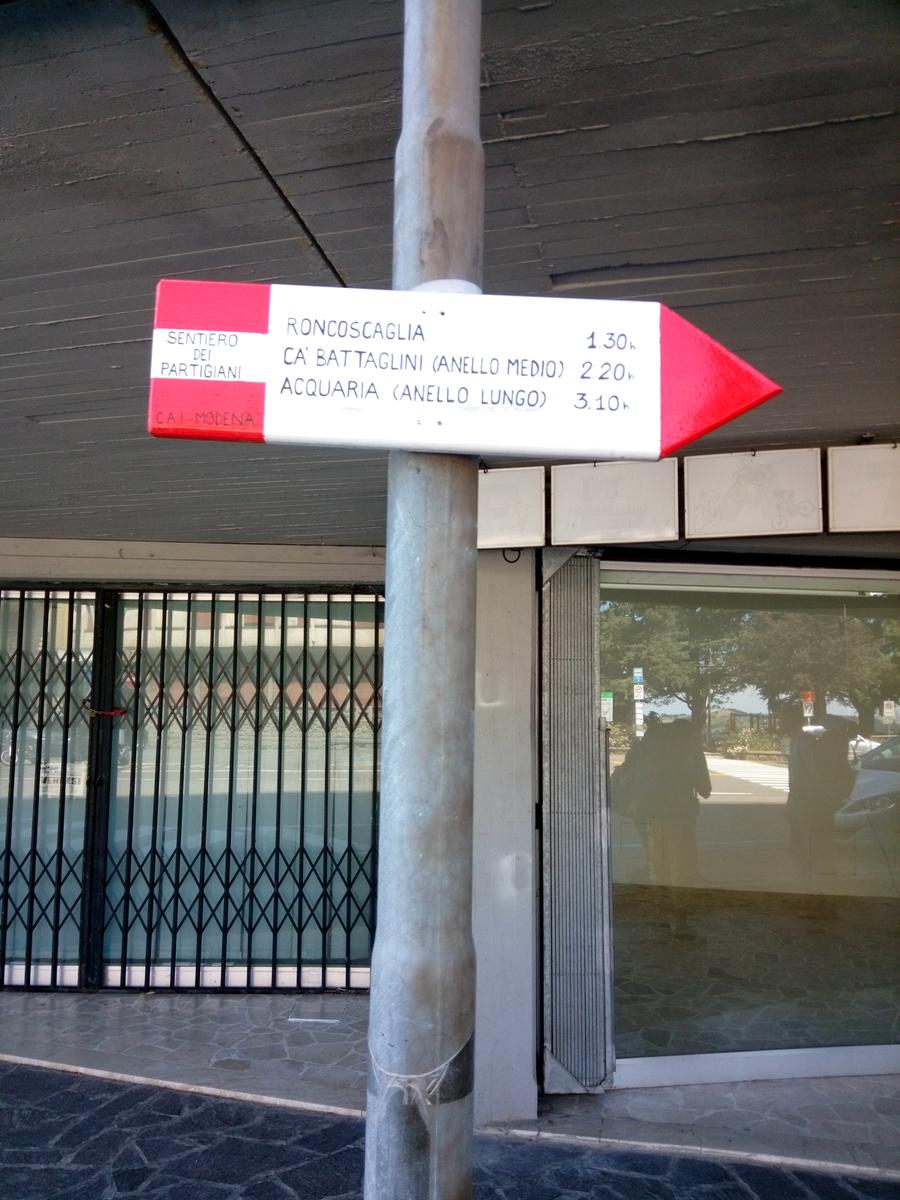 SENTIERO
DEI
PARTIGIANI
CAI MODENA
RONCOSCAGLIA 1.30h
CA' BATTAGLINI (ANELLO MEDIO) 2.20h
ACQUARIA (ANELLO LUNGO) 3.10h